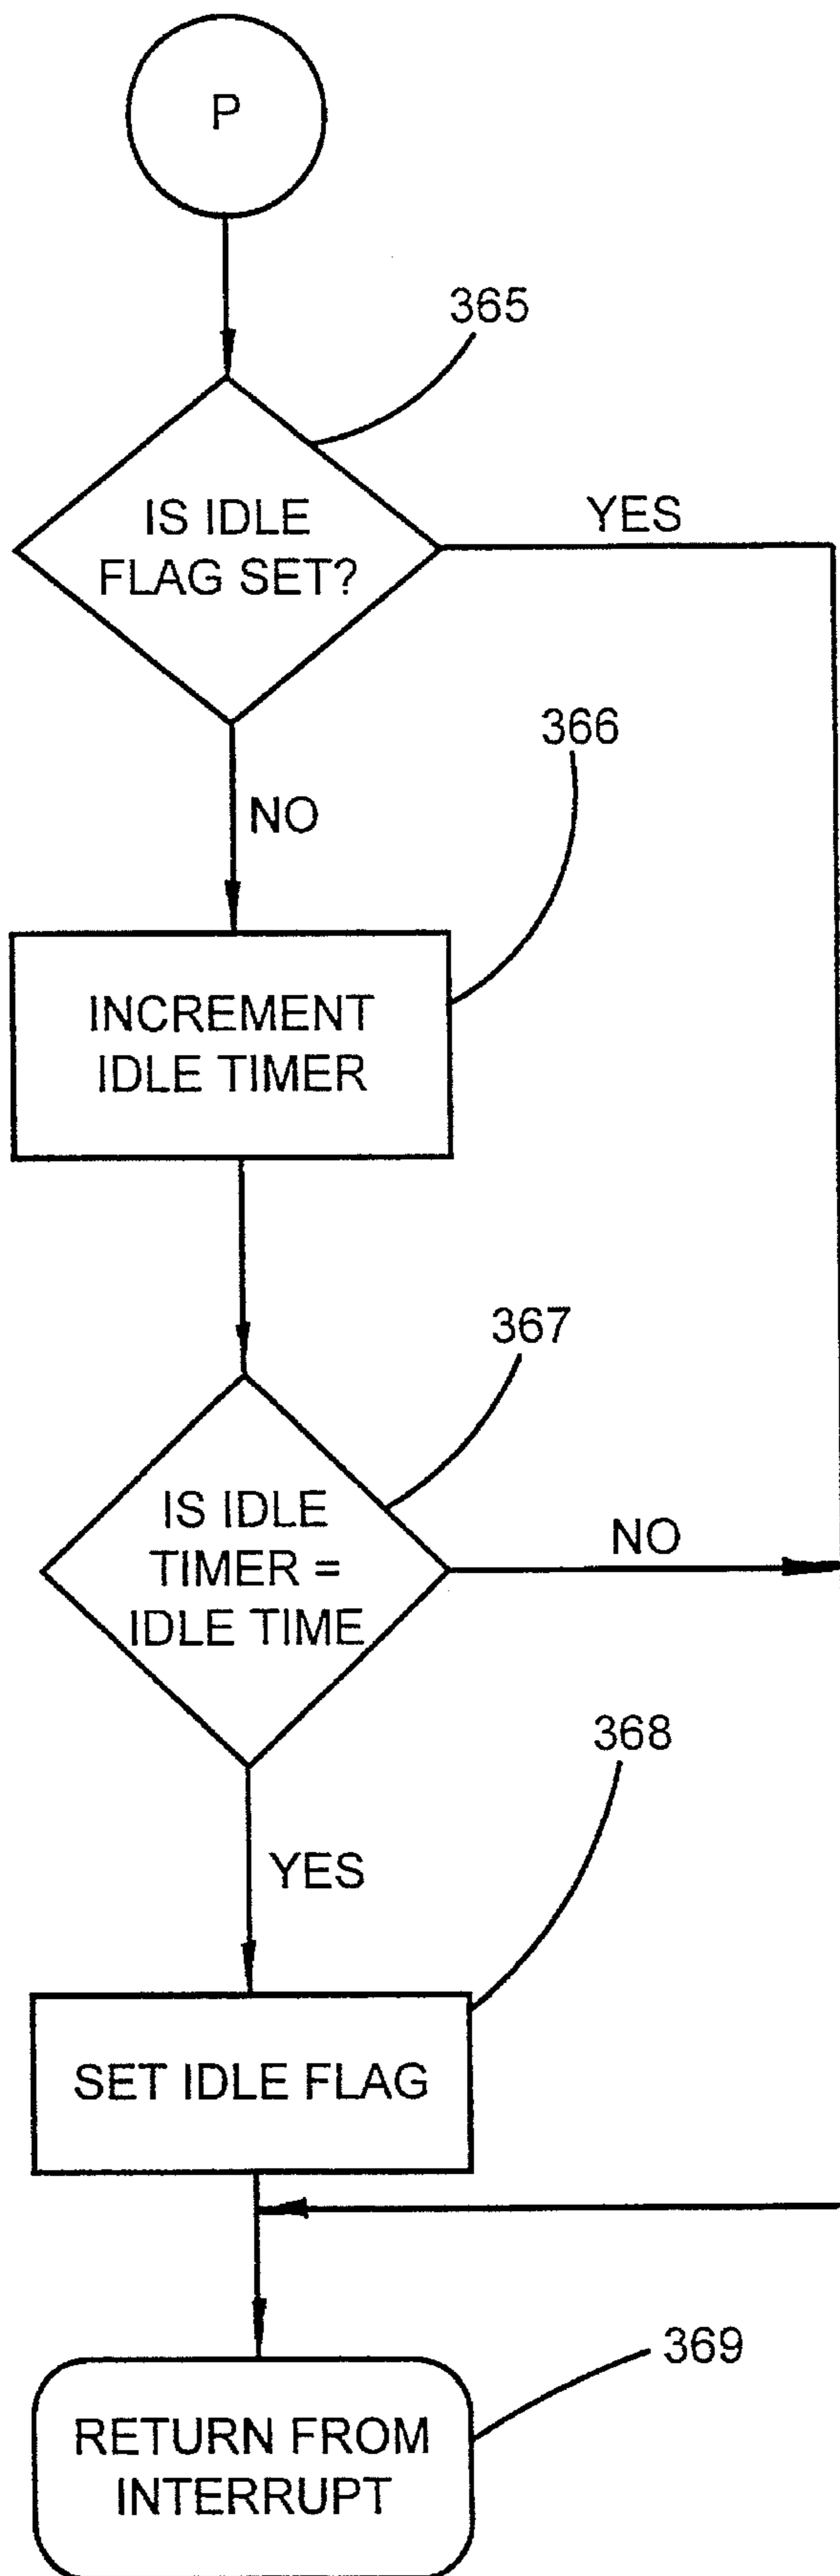 P
365
IS IDLE
FLAG SET?
YES
366
NO
INCREMENT
IDLE TIMER
367
IS IDLE
TIMER =
IDLE TIME
NO
368
YES
SET IDLE FLAG
369
RETURN FROM
INTERRUPT